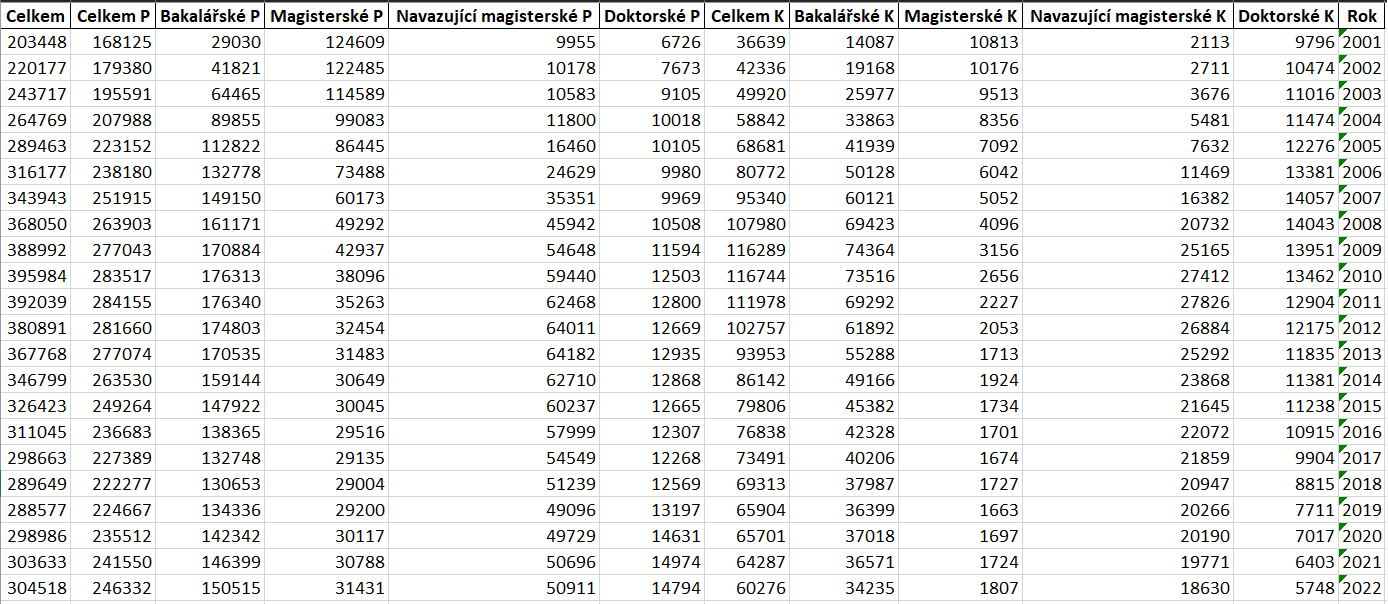 Celkem Celkem P Bakalářské P Magisterské P Navazující magisterské P Doktorské P Celkem K Bakalářské K Magisterské K Navazující magisterské K Doktorské K Rok
203448 168125 29030 124609 9955 6726 36639 14087 10813 2113 9796 2001
220177 179380 41821 122485 10178 7673 42336 19168 10176 2711 10474 2002
243717 195591 64465 114589 10583 9105 49920 25977 9513 3676 11016 2003
264769 207988 89855 99083 11800 10018 58842 33863 8356 5481 11474 2004
289463 223152 112822 86445 16460 10105 68681 41939 7092 7632 12276 2005
316177 238180 132778 73488 24629 9980 80772 50128 6042 11469 13381 2006
343943 251915 149150 60173 35351 9969 95340 60121 5052 16382 14057 2007
368050 263903 161171 49292 45942 10508 107980 69423 4096 20732 14043 2008
388992 277043 170884 42937 54648 11594 116289 74364 3156 25165 13951 2009
395984 283517 176313 38096 59440 12503 116744 73516 2656 27412 13462 2010
392039 284155 176340 35263 62468 12800 111978 69292 2227 27826 12904 2011
380891 281660 174803 32454 64011 12669 102757 61892 2053 26884 12175 2012
367768 277074 170535 31483 64182 12935 93953 55288 1713 25292 11835 2013
346799 263530 159144 30649 62710 12868 86142 49166 1924 23868 11381 2014
326423 249264 147922 30045 60237 12665 79806 45382 1734 21645 11238 2015
311045 236683 138365 29516 57999 12307 76838 42328 1701 22072 10915 2016
298663 227389 132748 29135 54549 12268 73491 40206 1674 21859 9904 2017
289649 222277 130653 29004 51239 12569 69313 37987 1727 20947 8815 2018
288577 224667 134336 29200 49096 13197 65904 36399 1663 20266 7711 2019
298986 235512 142342 30117 49729 14631 65701 37018 1697 20190 7017 2020
303633 241550 146399 30788 50696 14974 64287 36571 1724 19771 6403 2021
304518 246332 150515 31431 50911 14794 60276 34235 1807 18630 5748 2022